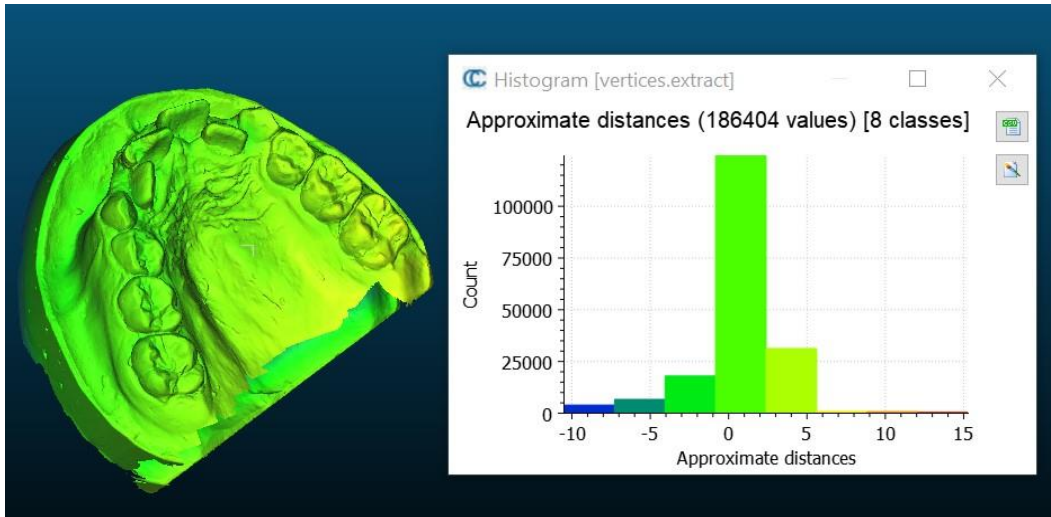 Histogram [vertices.extract]
Approximate distances (186404 values) [8 classes]
100000
75000
50000
25000
0
Count
-10 -5 0 5 10 15
Approximate distances